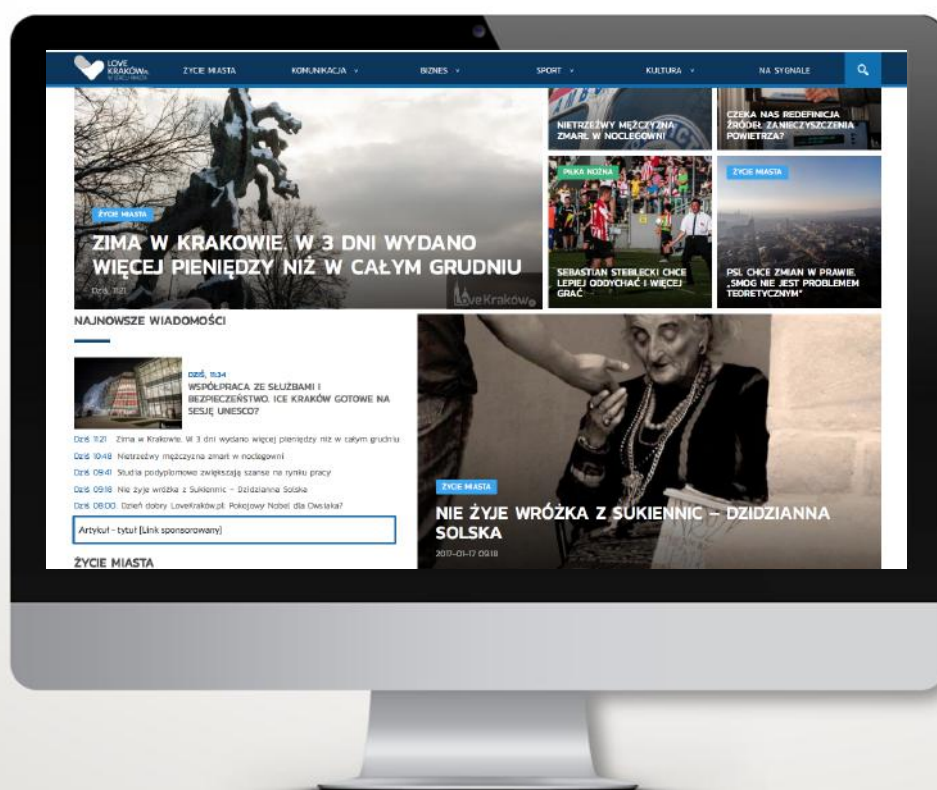 LOVE
KRAKÓW.PL
ŻYCIE MIASTA
KOMUNIKACJA
BIZNES
SPORT
KULTURA
NA SYGNALE
ŻYCIE MIASTA
ZIMA W KRAKOWIE. W 3 DNI WYDANO
WIĘCEJ PIENIĘDZY NIŻ W CAŁYM GRUDNIU
Dziś, 11:21
LoveKraków
NIETRZEŹWY MĘŻCZYZNA
ZMARŁ W NOCLEGOWNI
CZEKA NAS REDEFINICJA
ŹRÓDEŁ ZANIECZYSZCZENIA
POWIETRZA?
PIŁKA NOŻNA
SEBASTIAN STEBLECKI CHCE
LEPIEJ ODDYCHAĆ I WIĘCEJ
GRAĆ
ŻYCIE MIASTA
PSL CHCE ZMIAN W PRAWIE.
„SMOG NIE JEST PROBLEMEM
TEORETYCZNYM”
NAJNOWSZE WIADOMOŚCI
DZIŚ, 11:34
WSPÓŁPRACA ZE SŁUŻBAMI I
BEZPIECZEŃSTWO. ICE KRAKÓW GOTOWE NA
SESJĘ UNESCO?
Dziś 11:21 Zima w Krakowie. W 3 dni wydano więcej pieniędzy niż w całym grudniu
Dziś 10:48 Nietrzeźwy mężczyzna zmarł w noclegowni
Dziś 09:41 Studia podyplomowe zwiększają szanse na rynku pracy
Dziś 09:18 Nie żyje wróżka z Sukiennic – Dzidzianna Solska
Dziś 08:00 Dzień dobry LoveKraków.pl: Pokojowy Nobel dla Owsiaka?
Artykuł - tytuł [Link sponsorowany]
ŻYCIE MIASTA
ŻYCIE MIASTA
NIE ŻYJE WRÓŻKA Z SUKIENNIC – DZIDZIANNA
SOLSKA
2017-01-17 09:18